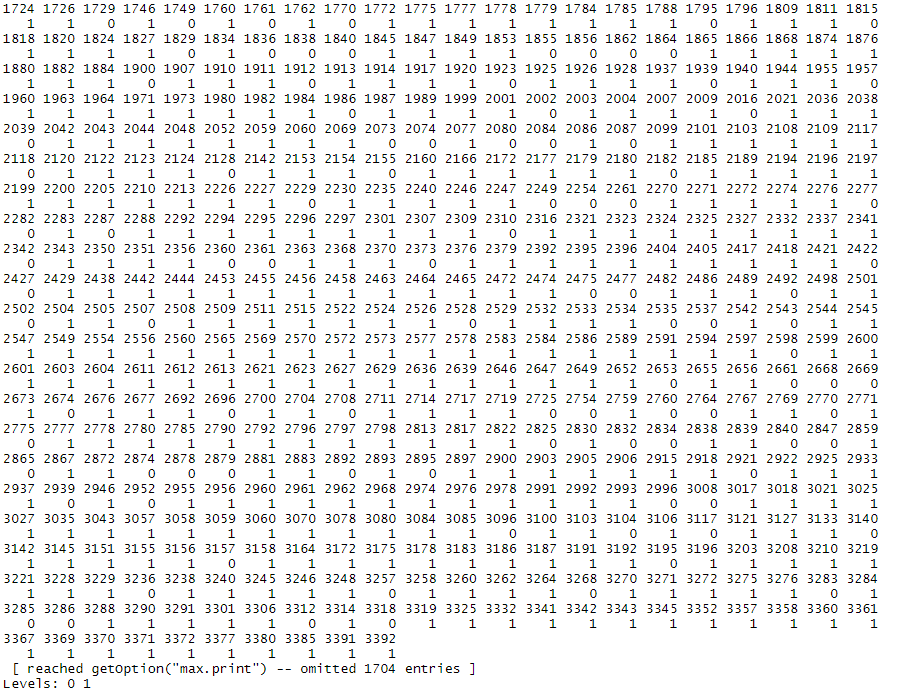 1724 1726 1729 1746 1749 1760 1761 1762 1770 1772 1775 1777 1778 1779 1784 1785 1788 1795 1796 1809 1811 1815
1 1 0 1 0 1 0 1 0 1 1 1 1 0 1 1 1 0 1 1 1 0
1818 1820 1824 1827 1829 1834 1836 1838 1840 1845 1847 1849 1853 1855 1856 1862 1864 1865 1866 1868 1874 1876
1 1 1 1 0 1 0 0 0 1 1 1 1 0 0 0 0 0 1 1 1 1
1880 1882 1884 1900 1907 1910 1911 1912 1913 1914 1917 1920 1923 1925 1926 1928 1937 1939 1940 1944 1955 1957
1 1 0 1 1 1 1 0 1 1 1 1 1 0 1 1 1 1 0 1 1 0
1960 1963 1964 1971 1973 1980 1982 1984 1986 1987 1989 1999 2001 2002 2003 2004 2007 2009 2016 2021 2036 2038
1 1 1 1 1 1 1 1 0 1 1 1 1 0 1 1 1 1 0 1 1 1
2039 2042 2043 2044 2048 2052 2059 2060 2069 2073 2074 2077 2080 2084 2086 2087 2099 2101 2103 2108 2109 2117
0 1 1 1 1 1 1 1 1 0 0 1 0 0 1 0 1 1 1 1 1 1
2118 2120 2122 2123 2124 2128 2142 2153 2154 2155 2160 2166 2172 2177 2179 2180 2182 2185 2189 2194 2196 2197
0 1 1 1 1 0 1 1 1 0 1 1 1 1 1 1 0 1 1 1 1 1
2199 2200 2205 2210 2213 2226 2227 2229 2230 2235 2240 2246 2247 2249 2254 2261 2270 2271 2272 2274 2276 2277
1 1 1 1 1 1 1 0 1 1 1 1 1 0 0 0 1 1 1 1 1 0
2282 2283 2287 2288 2292 2294 2295 2296 2297 2301 2307 2309 2310 2316 2321 2323 2324 2325 2327 2332 2337 2341
0 1 0 1 1 1 1 1 1 1 1 1 0 1 1 1 1 1 1 1 1 1
2342 2343 2350 2351 2356 2360 2361 2363 2368 2370 2373 2376 2379 2392 2395 2396 2404 2405 2417 2418 2421 2422
0 1 1 1 1 0 0 1 1 1 0 1 1 1 1 1 1 1 1 1 1 0
2427 2429 2438 2442 2444 2453 2455 2456 2458 2463 2464 2465 2472 2474 2475 2477 2482 2486 2489 2492 2498 2501
0 1 1 1 1 1 1 1 1 1 1 1 1 1 0 0 1 1 1 0 1 1
2502 2504 2505 2507 2508 2509 2511 2515 2522 2524 2526 2528 2529 2532 2533 2534 2535 2537 2542 2543 2544 2545
0 1 1 0 1 1 1 1 1 1 1 0 1 1 1 1 0 0 1 0 1 1
2547 2549 2554 2556 2560 2565 2569 2570 2572 2573 2577 2578 2583 2584 2586 2589 2591 2594 2597 2598 2599 2600
1 1 1 1 1 1 1 1 1 1 1 1 1 1 1 1 1 1 1 0 1 1
2601 2603 2604 2611 2612 2613 2621 2623 2627 2629 2636 2639 2646 2647 2649 2652 2653 2655 2656 2661 2668 2669
1 1 1 1 1 1 1 1 1 1 1 1 1 1 1 1 0 1 1 0 0 0
2673 2674 2676 2677 2692 2696 2700 2704 2708 2711 2714 2717 2719 2725 2754 2759 2760 2764 2767 2769 2770 2771
1 0 1 1 1 0 1 1 0 1 1 1 1 0 0 1 0 0 1 1 0 1
2775 2777 2778 2780 2785 2790 2792 2796 2797 2798 2813 2817 2822 2825 2830 2832 2834 2838 2839 2840 2847 2859
0 1 1 1 1 1 1 1 1 1 1 1 1 0 1 0 0 1 1 0 0 1
2865 2867 2872 2874 2878 2879 2881 2883 2892 2893 2895 2897 2900 2903 2905 2906 2915 2918 2921 2922 2925 2933
0 1 1 0 0 0 1 1 0 1 0 1 1 1 1 1 1 1 0 1 1 1
2937 2939 2946 2952 2955 2956 2960 2961 2962 2968 2974 2976 2978 2991 2992 2993 2996 3008 3017 3018 3021 3025
1 0 1 0 1 1 1 1 1 1 1 1 1 1 1 1 0 0 1 1 1 1
3027 3035 3043 3057 3058 3059 3060 3070 3078 3080 3084 3085 3096 3100 3103 3104 3106 3117 3121 3127 3133 3140
1 1 1 1 1 1 1 1 1 1 1 1 0 1 1 0 1 0 1 1 1 0
3142 3145 3151 3155 3156 3157 3158 3164 3172 3175 3178 3183 3186 3187 3191 3192 3195 3196 3203 3208 3210 3219
1 1 1 1 1 0 1 1 1 1 1 1 1 1 1 1 0 1 1 1 1 1
3221 3228 3229 3236 3238 3240 3245 3246 3248 3257 3258 3260 3262 3264 3268 3270 3271 3272 3275 3276 3283 3284
1 1 1 0 1 1 1 1 1 0 1 1 1 1 0 1 1 1 1 1 0 1
3285 3286 3288 3290 3291 3301 3306 3312 3314 3318 3319 3325 3332 3341 3342 3343 3345 3352 3357 3358 3360 3361
0 0 1 1 1 1 1 0 1 0 1 1 1 1 1 1 1 1 1 1 1 1
3367 3369 3370 3371 3372 3377 3380 3385 3391 3392
1 1 1 1 1 1 1 1 1 1
[ reached getOption("max.print") -- omitted 1704 entries ]
Levels: 0 1